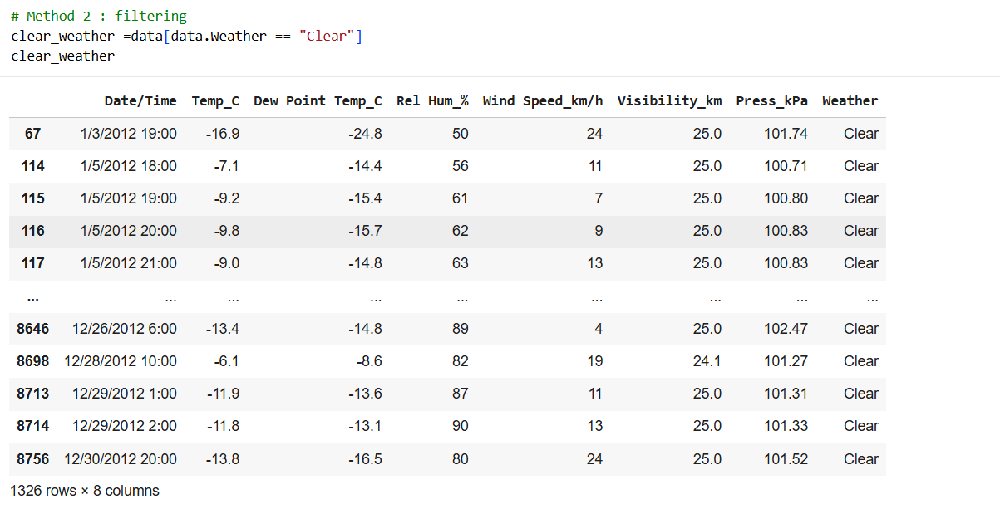 # Method 2 : filtering
clear_weather =data[data.Weather == "Clear"]
clear_weather
Date/Time Temp_C Dew Point Temp_C Rel Hum_% Wind Speed_km/h Visibility_km Press_kPa Weather
67 1/3/2012 19:00 -16.9 -24.8 50 24 25.0 101.74 Clear
114 1/5/2012 18:00 -7.1 -14.4 56 11 25.0 100.71 Clear
115 1/5/2012 19:00 -9.2 -15.4 61 7 25.0 100.80 Clear
116 1/5/2012 20:00 -9.8 -15.7 62 9 25.0 100.83 Clear
117 1/5/2012 21:00 -9.0 -14.8 63 13 25.0 100.83 Clear
... ... ... ... ... ... ... ... ...
8646 12/26/2012 6:00 -13.4 -14.8 89 4 25.0 102.47 Clear
8698 12/28/2012 10:00 -6.1 -8.6 82 19 24.1 101.27 Clear
8713 12/29/2012 1:00 -11.9 -13.6 87 11 25.0 101.31 Clear
8714 12/29/2012 2:00 -11.8 -13.1 90 13 25.0 101.33 Clear
8756 12/30/2012 20:00 -13.8 -16.5 80 24 25.0 101.52 Clear
1326 rows × 8 columns